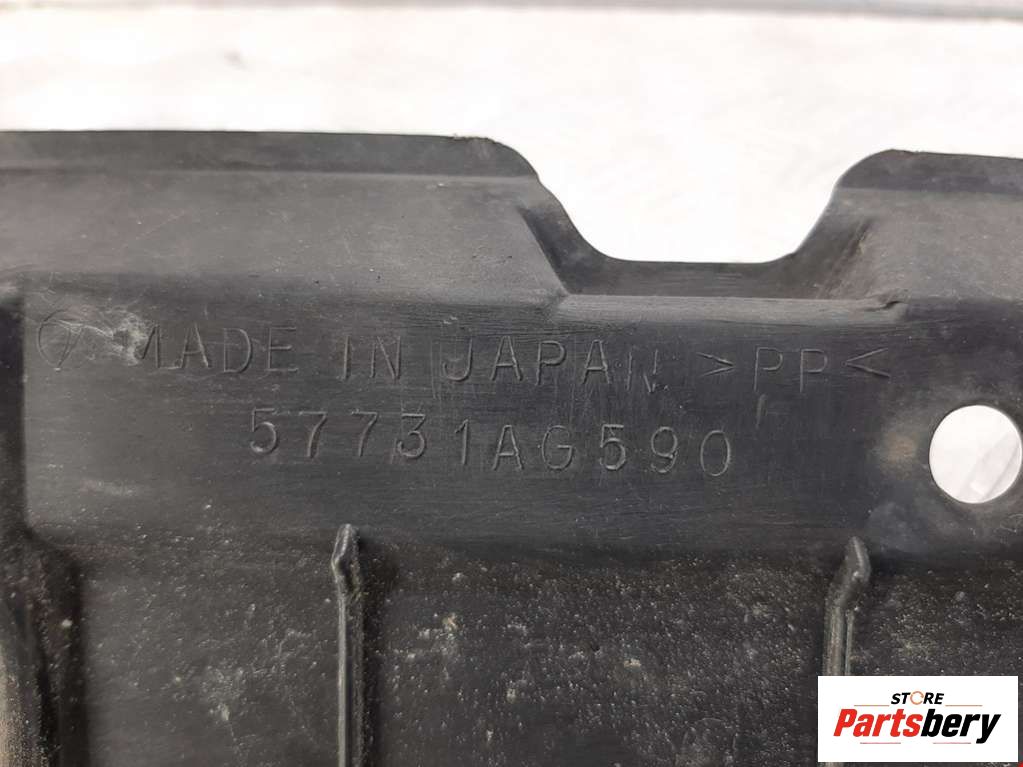 MADE IN JAPAN >PP<
57731AG590
STORE
Partsbery